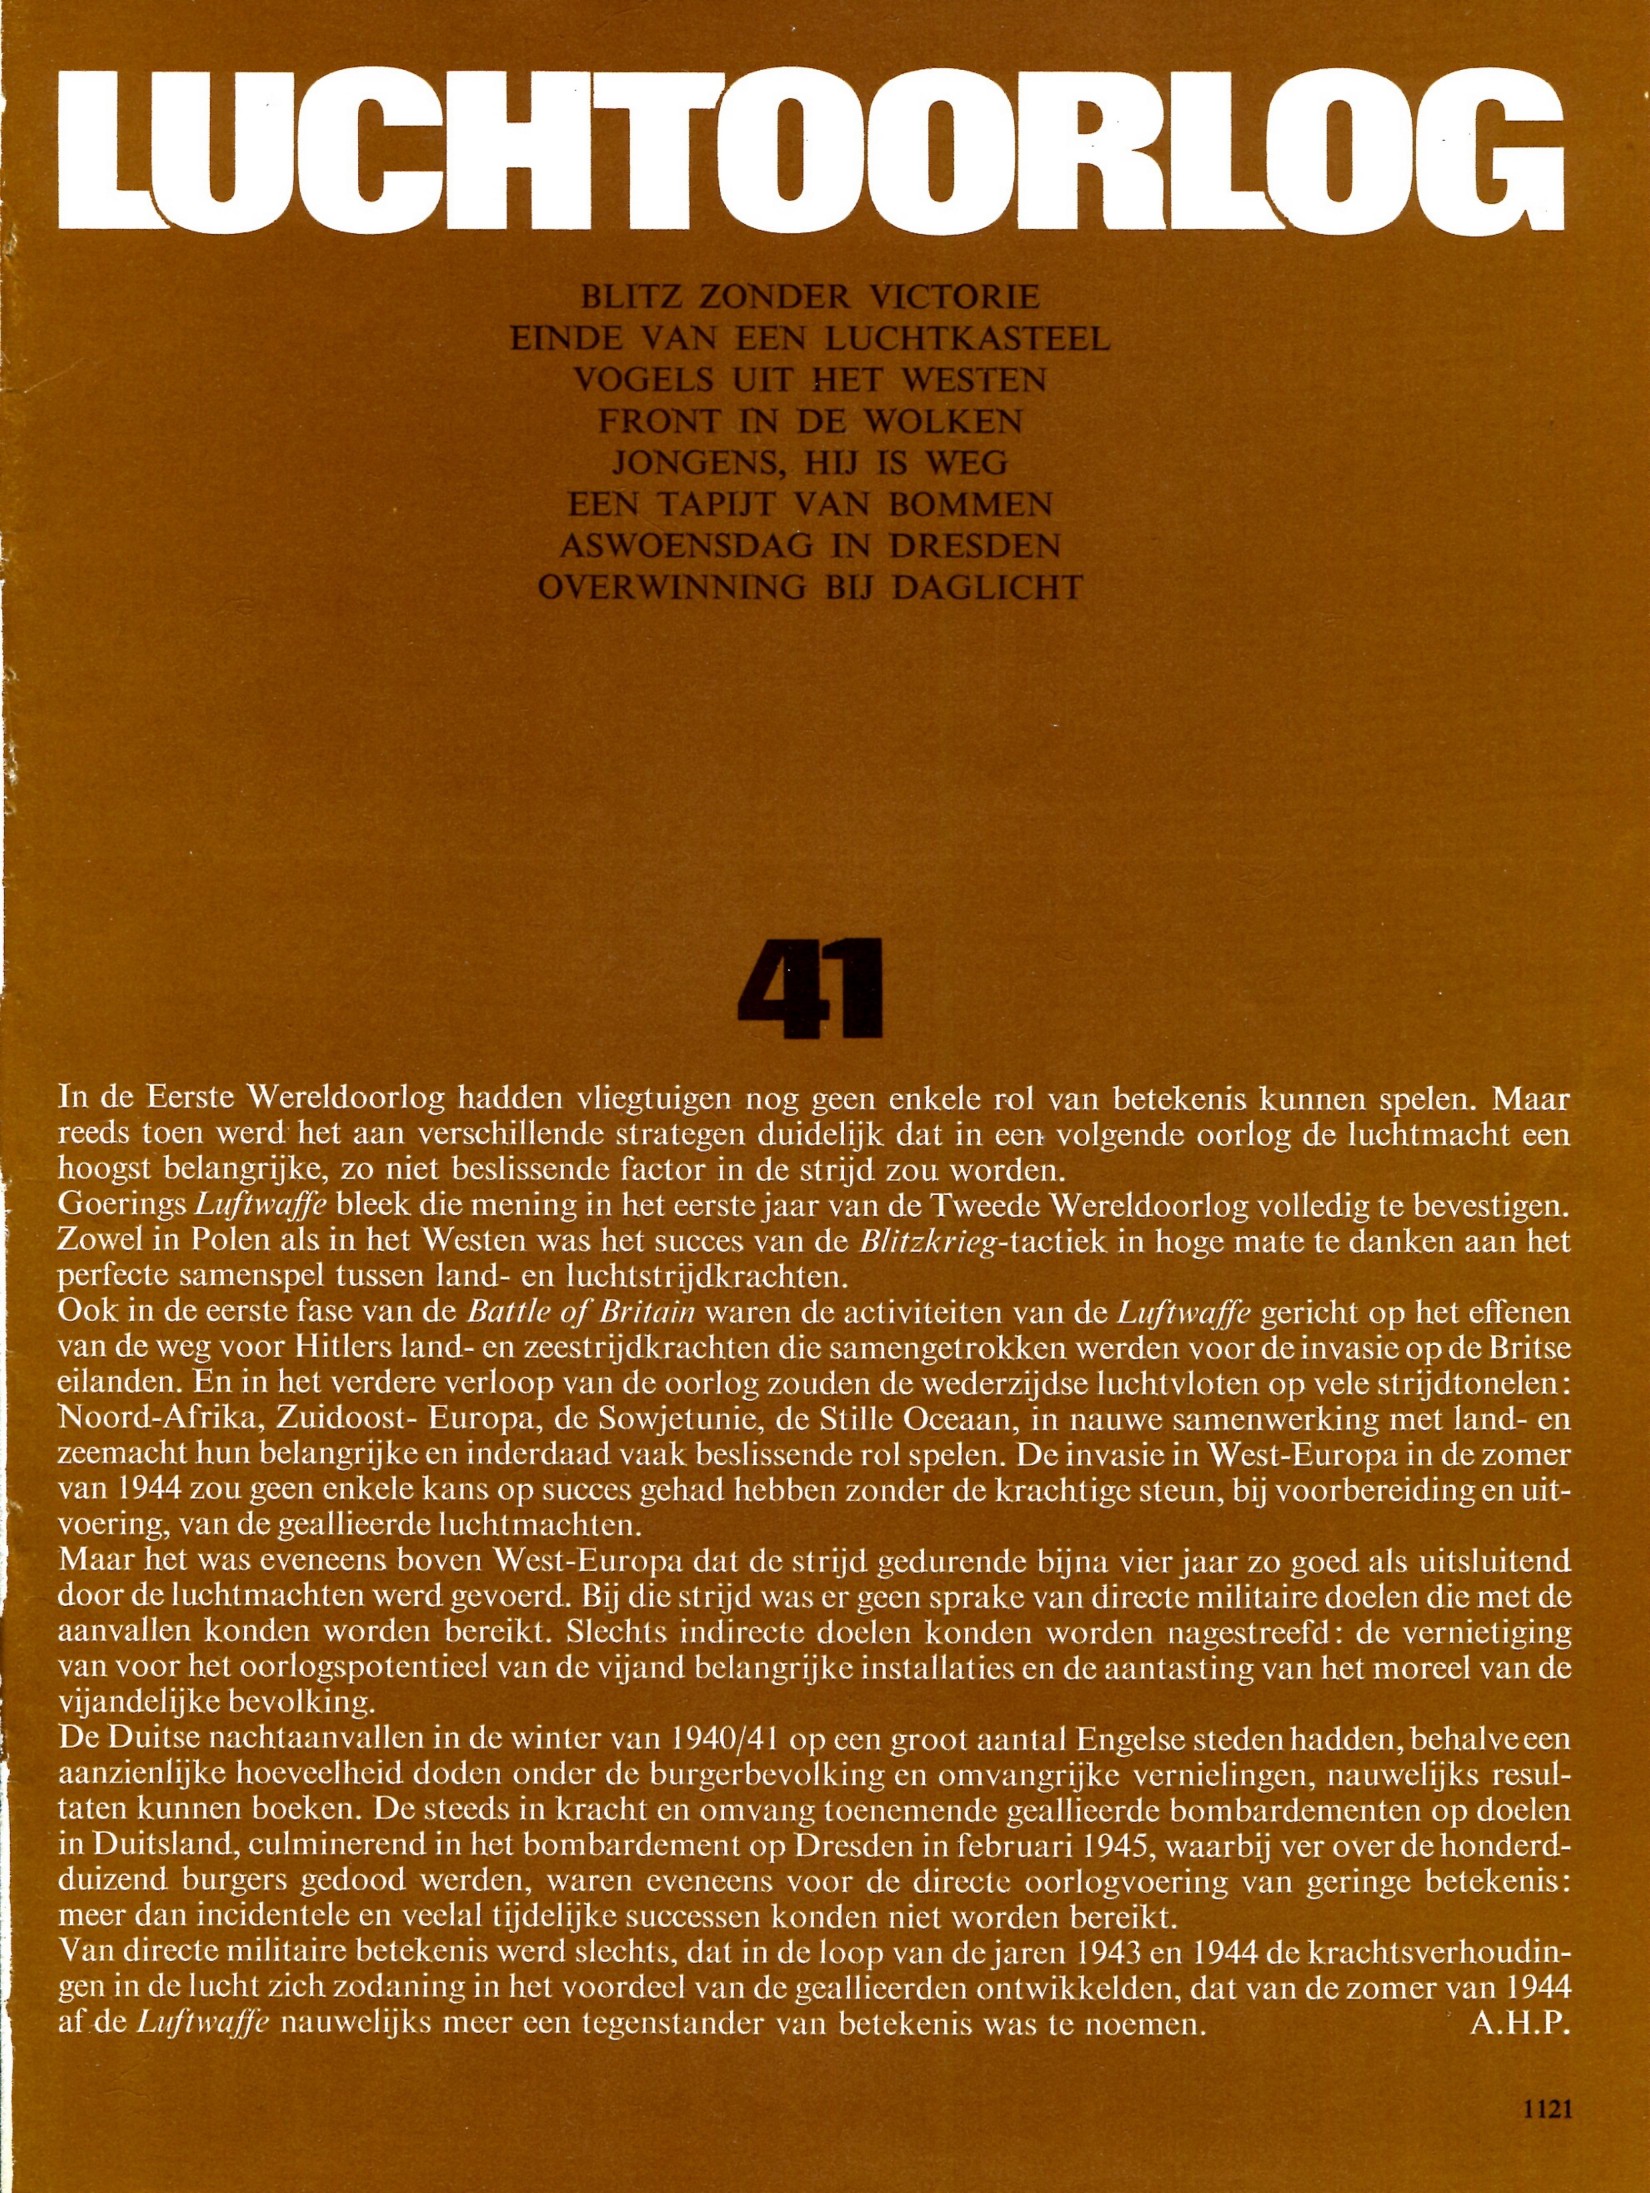 LUCHTOORLOG
BLITZ ZONDER VICTORIE
EINDE VAN EEN LUCHTKASTEEL
VOGELS UIT HET WESTEN
FRONT IN DE WOLKEN
JONGENS, HIJ IS WEG
EEN TAPIJT VAN BOMMEN
ASWOENSDAG IN DRESDEN
OVERWINNING BIJ DAGLICHT
41
In de Eerste Wereldoorlog hadden vliegtuigen nog geen enkele rol van betekenis kunnen spelen. Maar
reeds toen werd het aan verschillende strategen duidelijk dat in een volgende oorlog de luchtmacht een
hoogst belangrijke, zo niet beslissende factor in de strijd zou worden.
Goerings Luftwaffe bleek die mening in het eerste jaar van de Tweede Wereldoorlog volledig te bevestigen.
Zowel in Polen als in het Westen was het succes van de Blitzkrieg-tactiek in hoge mate te danken aan het
perfecte samenspel tussen land- en luchtstrijdkrachten.
Ook in de eerste fase van de Battle of Britain waren de activiteiten van de Luftwaffe gericht op het effenen
van de weg voor Hitlers land- en zeestrijdkrachten die samengetrokken werden voor de invasie op de Britse
eilanden. En in het verdere verloop van de oorlog zouden de wederzijdse luchtvloten op vele strijdtonelen:
Noord-Afrika, Zuidoost- Europa, de Sowjetunie, de Stille Oceaan, in nauwe samenwerking met land- en
zeemacht hun belangrijke en inderdaad vaak beslissende rol spelen. De invasie in West-Europa in de zomer
van 1944 zou geen enkele kans op succes gehad hebben zonder de krachtige steun, bij voorbereiding en uit-
voering, van de geallieerde luchtmachten.
Maar het was eveneens boven West-Europa dat de strijd gedurende bijna vier jaar zo goed als uitsluitend
door de luchtmachten werd gevoerd. Bij die strijd was er geen sprake van directe militaire doelen die met de
aanvallen konden worden bereikt. Slechts indirecte doelen konden worden nagestreefd: de vernietiging
van voor het oorlogspotentieel van de vijand belangrijke installaties en de aantasting van het moreel van de
vijandelijke bevolking.
De Duitse nachtaanvallen in de winter van 1940/41 op een groot aantal Engelse steden hadden, behalve een
aanzienlijke hoeveelheid doden onder de burgerbevolking en omvangrijke vernielingen, nauwelijks resul-
taten kunnen boeken. De steeds in kracht en omvang toenemende geallieerde bombardementen op doelen
in Duitsland, culminerend in het bombardement op Dresden in februari 1945, waarbij ver over de honderd-
duizend burgers gedood werden, waren eveneens voor de directe oorlogvoering van geringe betekenis:
meer dan incidentele en veelal tijdelijke successen konden niet worden bereikt.
Van directe militaire betekenis werd slechts, dat in de loop van de jaren 1943 en 1944 de krachtsverhoudin-
gen in de lucht zich zodanig in het voordeel van de geallieerden ontwikkelden, dat van de zomer van 1944
af de Luftwaffe nauwelijks meer een tegenstander van betekenis was te noemen. A.H.P.
1121